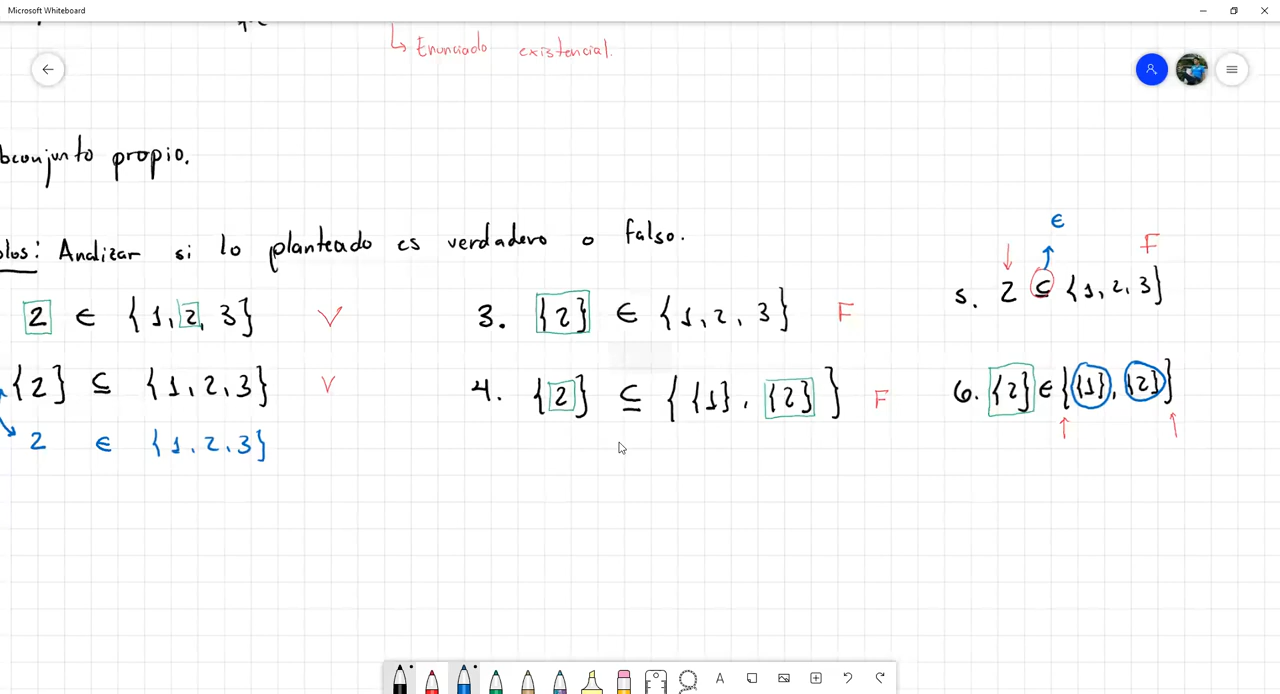 Microsoft Whiteboard
↳ Enunciado existencial.
bconjunto propio.
olos: Analizar si lo planteado es verdadero o falso.
2 ∈ {1, 2, 3} V
{2} ⊆ {1, 2, 3} V
2 ∈ {1, 2, 3}
3. {2} ∈ {1, 2, 3} F
4. {2} ⊆ {{1}, {2}} F
∈
5. 2 ⊆ {1, 2, 3} F
6. {2} ∈ {{1}, {2}}
A